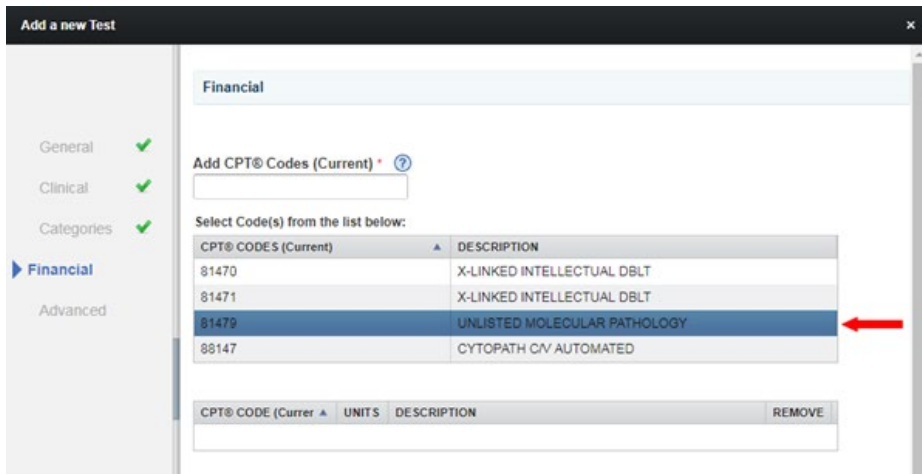 Add a new Test ×
Financial
General
Clinical
Categories
Financial
Advanced
Add CPT® Codes (Current) * ?
Select Code(s) from the list below:
CPT® CODES (Current) DESCRIPTION
81470 X-LINKED INTELLECTUAL DBLT
81471 X-LINKED INTELLECTUAL DBLT
81479 UNLISTED MOLECULAR PATHOLOGY
88147 CYTOPATH C/V AUTOMATED
CPT® CODE (Currer UNITS DESCRIPTION REMOVE